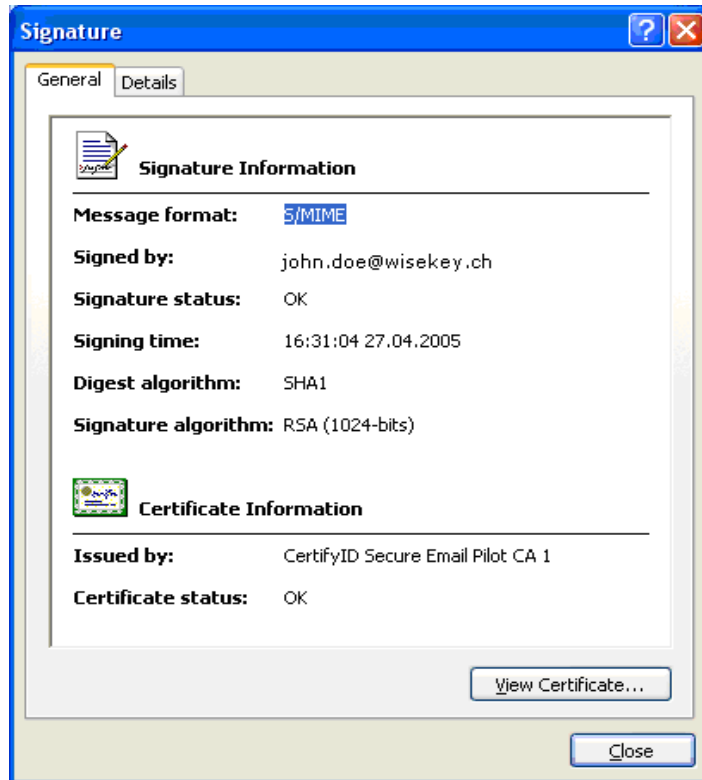 Signature
General Details
Signature Information
Message format: S/MIME
Signed by: john.doe@wisekey.ch
Signature status: OK
Signing time: 16:31:04 27.04.2005
Digest algorithm: SHA1
Signature algorithm: RSA (1024-bits)
Certificate Information
Issued by: CertifyID Secure Email Pilot CA 1
Certificate status: OK
View Certificate...
Close